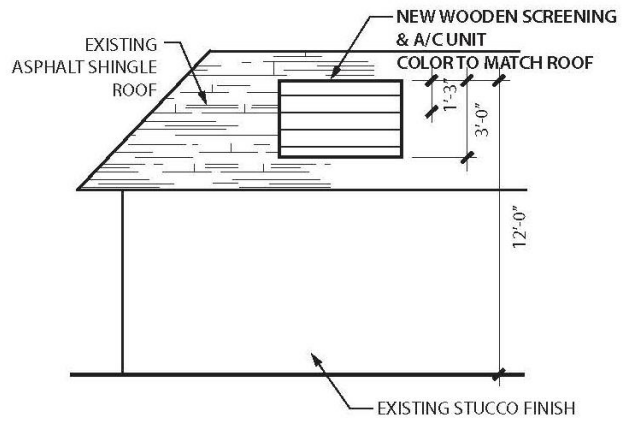 NEW WOODEN SCREENING
& A/C UNIT
COLOR TO MATCH ROOF
EXISTING
ASPHALT SHINGLE
ROOF
1'-3"
3'-0"
12'-0"
EXISTING STUCCO FINISH